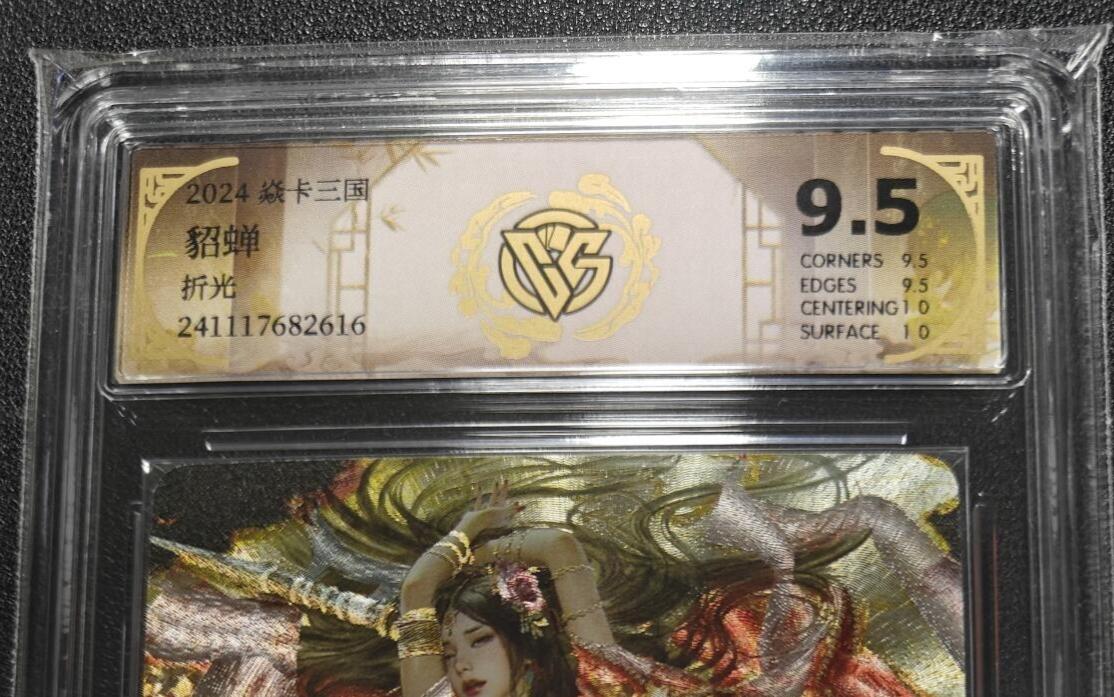 2024 焱卡三国
貂蝉
折光
241117682616
CCS
9.5
CORNERS 9.5
EDGES 9.5
CENTERING 10
SURFACE 10